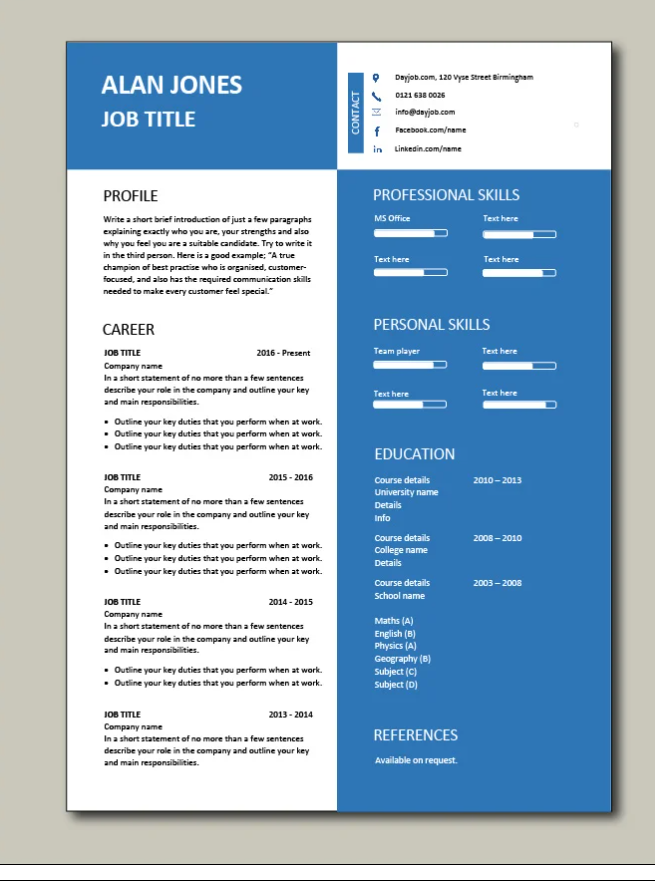 ALAN JONES
JOB TITLE
CONTACT
Dayjob.com, 120 Vyse Street Birmingham
0121 638 0026
info@dayjob.com
Facebook.com/name
Linkedin.com/name
PROFILE
Write a short brief introduction of just a few paragraphs
explaining exactly who you are, your strengths and also
why you feel you are a suitable candidate. Try to write it
in the third person. Here is a good example; “A true
champion of best practise who is organised, customer-
focused, and also has the required communication skills
needed to make every customer feel special.”
CAREER
JOB TITLE 2016 - Present
Company name
In a short statement of no more than a few sentences
describe your role in the company and outline your key
and main responsibilities.
• Outline your key duties that you perform when at work.
• Outline your key duties that you perform when at work.
• Outline your key duties that you perform when at work.
JOB TITLE 2015 - 2016
Company name
In a short statement of no more than a few sentences
describe your role in the company and outline your key
and main responsibilities.
• Outline your key duties that you perform when at work.
• Outline your key duties that you perform when at work.
• Outline your key duties that you perform when at work.
JOB TITLE 2014 - 2015
Company name
In a short statement of no more than a few sentences
describe your role in the company and outline your key
and main responsibilities.
• Outline your key duties that you perform when at work.
• Outline your key duties that you perform when at work.
JOB TITLE 2013 - 2014
Company name
In a short statement of no more than a few sentences
describe your role in the company and outline your key
and main responsibilities.
PROFESSIONAL SKILLS
MS Office Text here
Text here Text here
PERSONAL SKILLS
Team player Text here
Text here Text here
EDUCATION
Course details 2010 – 2013
University name
Details
Info
Course details 2008 – 2010
College name
Details
Course details 2003 – 2008
School name
Maths (A)
English (B)
Physics (A)
Geography (B)
Subject (C)
Subject (D)
REFERENCES
Available on request.